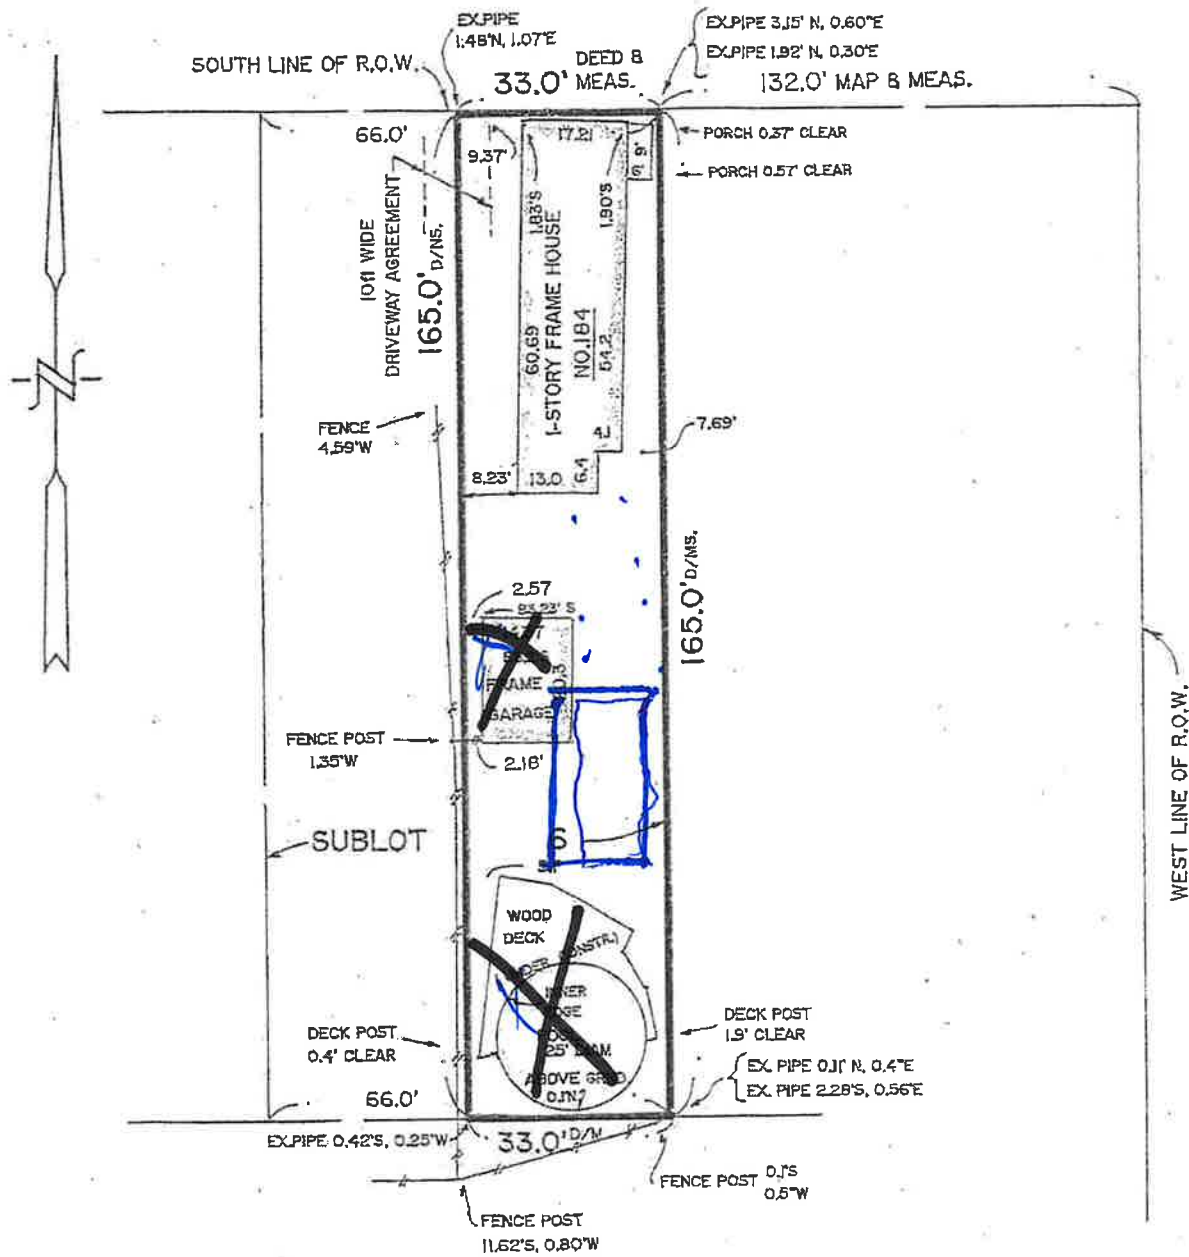 EX.PIPE
1.48'N, 1.07'E
EX.PIPE 3.15' N, 0.60'E
EX.PIPE 1.92' N, 0.30'E
SOUTH LINE OF R.O.W.
DEED &
33.0' MEAS.
132.0' MAP & MEAS.
66.0'
9.37'
17.21
PORCH 0.37' CLEAR
PORCH 0.57' CLEAR
1.83'S
1.90'S
WIDE
DRIVEWAY AGREEMENT
165.0'
60.69
1-STORY FRAME HOUSE
NO.184
54.2
N
FENCE
4.59'W
7.69'
4.1
8.23'
13.0
6.4
165.0' D/MS.
2.57
FRAME
GARAGE
FENCE POST
1.35'W
2.18'
SUBLOT
6
WEST LINE OF R.O.W.
WOOD
DECK
INNER
EDGE
25' DIAM
ABOVE GRND
DECK POST
0.4' CLEAR
DECK POST
1.9' CLEAR
EX. PIPE 0.11' N, 0.4'E
EX. PIPE 2.28'S, 0.56'E
66.0'
EX.PIPE 0.42'S, 0.25'W
33.0' D/M
FENCE POST 0.1'S
0.5'W
FENCE POST
11.62'S, 0.80'W